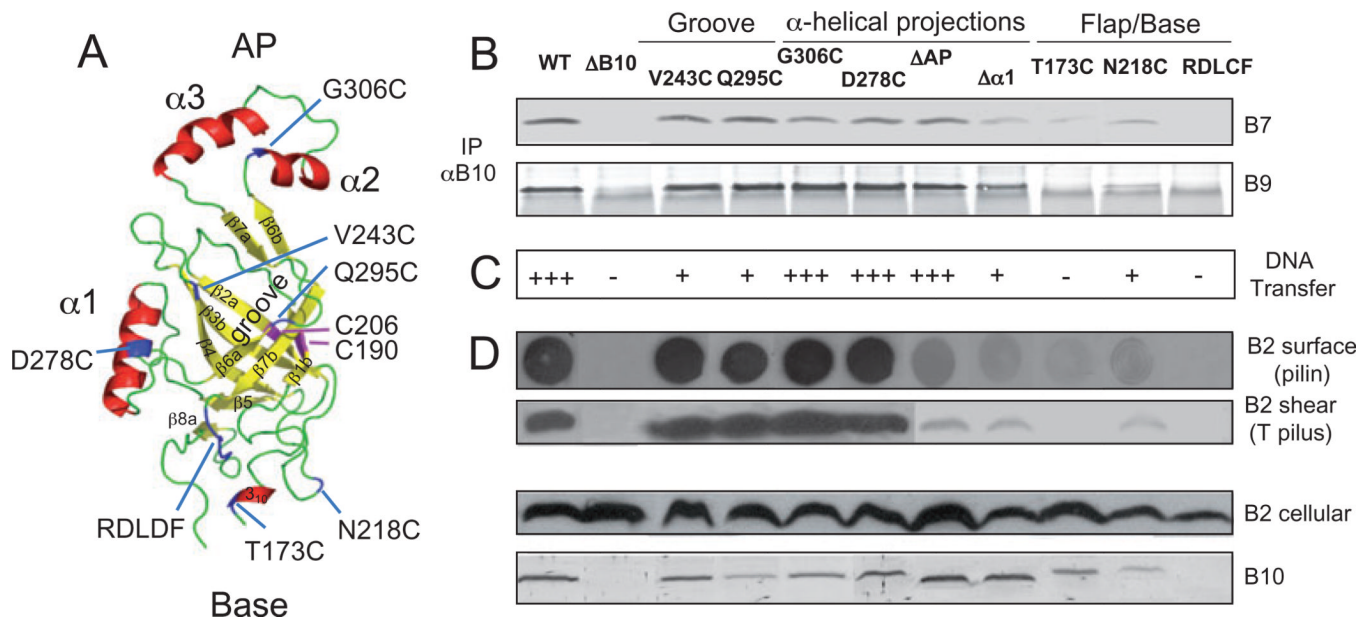 A
AP
G306C
α3
α2
β7a
β6b
V243C
Q295C
β2a
groove
β3b
C206
α1
β4
C190
D278C
β6a
β7b
β1b
β5
β8a
3₁₀
RDLDF
N218C
T173C
Base
B
Groove
α-helical projections
Flap/Base
WT ΔB10 V243C Q295C G306C D278C ΔAP Δα1 T173C N218C RDLCF
IP
αB10
B7
B9
C
+++ - + + +++ +++ +++ + - + -
DNA
Transfer
D
B2 surface
(pilin)
B2 shear
(T pilus)
B2 cellular
B10